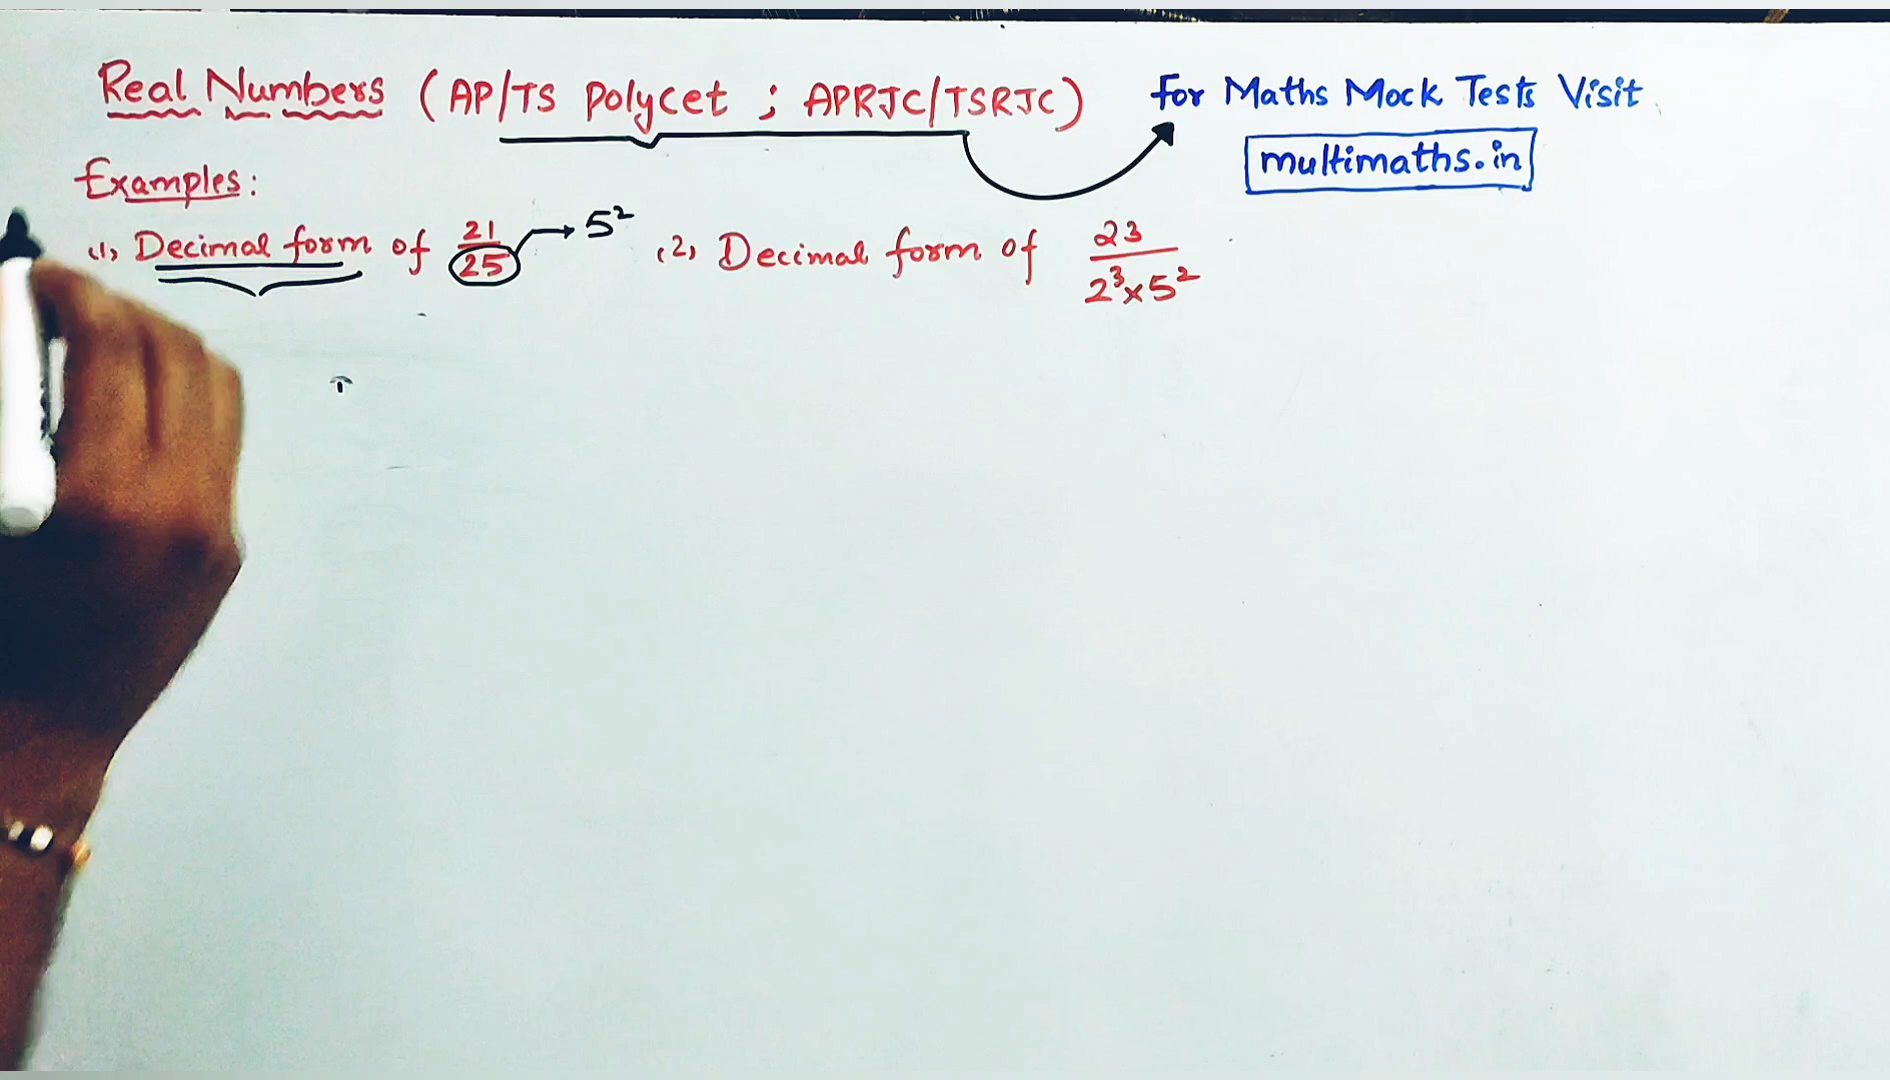 Real Numbers (AP/TS Polycet ; APRJC/TSRJC) For Maths Mock Tests Visit
multimaths.in
Examples:
(1) Decimal form of 21/25 → 5² (2) Decimal form of 23/2³×5²